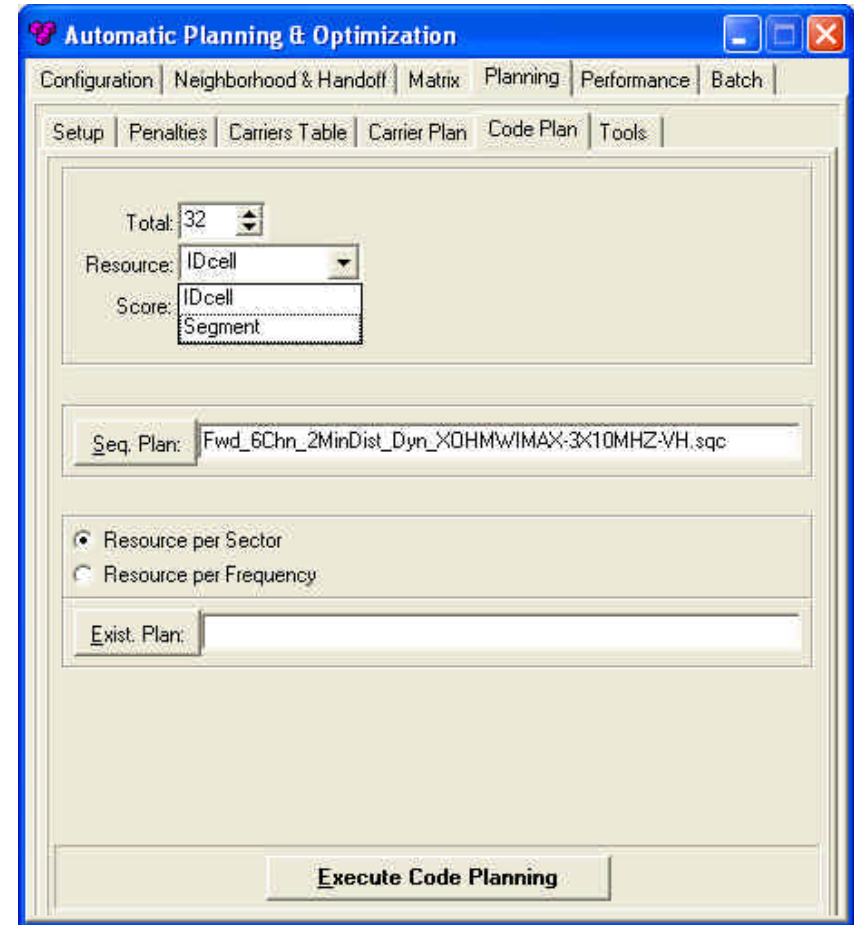 Automatic Planning & Optimization
Configuration Neighborhood & Handoff Matrix Planning Performance Batch
Setup Penalties Carriers Table Carrier Plan Code Plan Tools
Total: 32
Resource: IDcell
Score: IDcell
Segment
Seq. Plan: Fwd_6Chn_2MinDist_Dyn_XOHMWIMAX-3X10MHZ-VH.sqc
Resource per Sector
Resource per Frequency
Exist. Plan:
Execute Code Planning